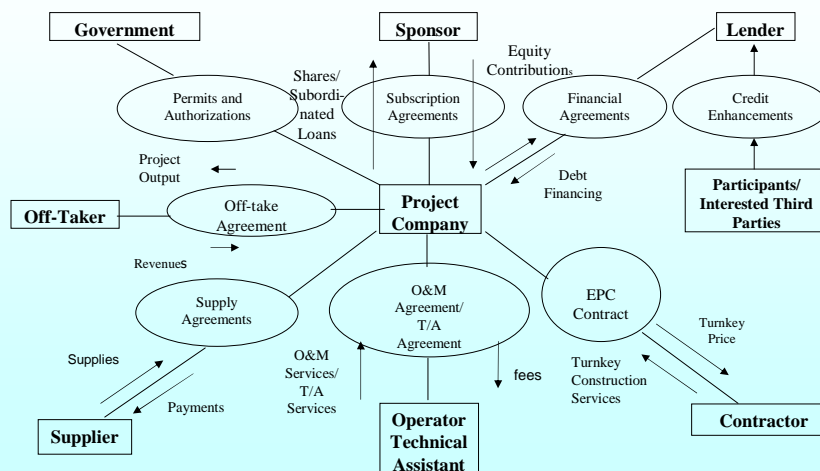 Government
Sponsor
Lender
Shares/
Subordi-
nated
Loans
Equity
Contributions
Permits and
Authorizations
Subscription
Agreements
Financial
Agreements
Credit
Enhancements
Project
Output
Debt
Financing
Off-Taker
Off-take
Agreement
Project
Company
Participants/
Interested Third
Parties
Revenues
Supply
Agreements
O&M
Agreement/
T/A
Agreement
EPC
Contract
Turnkey
Price
Supplies
O&M
Services/
T/A
Services
fees
Turnkey
Construction
Services
Payments
Supplier
Operator
Technical
Assistant
Contractor